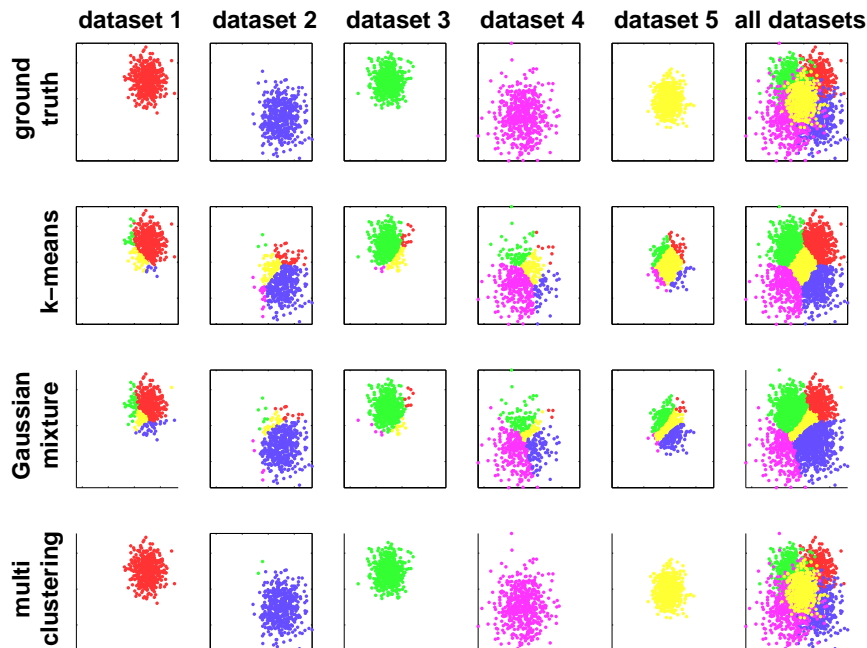 dataset 1 dataset 2 dataset 3 dataset 4 dataset 5 all datasets
ground
truth
k-means
Gaussian
mixture
multi
clustering